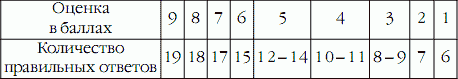 Оценка
в баллах 9 8 7 6 5 4 3 2 1
Количество
правильных ответов 19 18 17 15 12–14 10–11 8–9 7 6